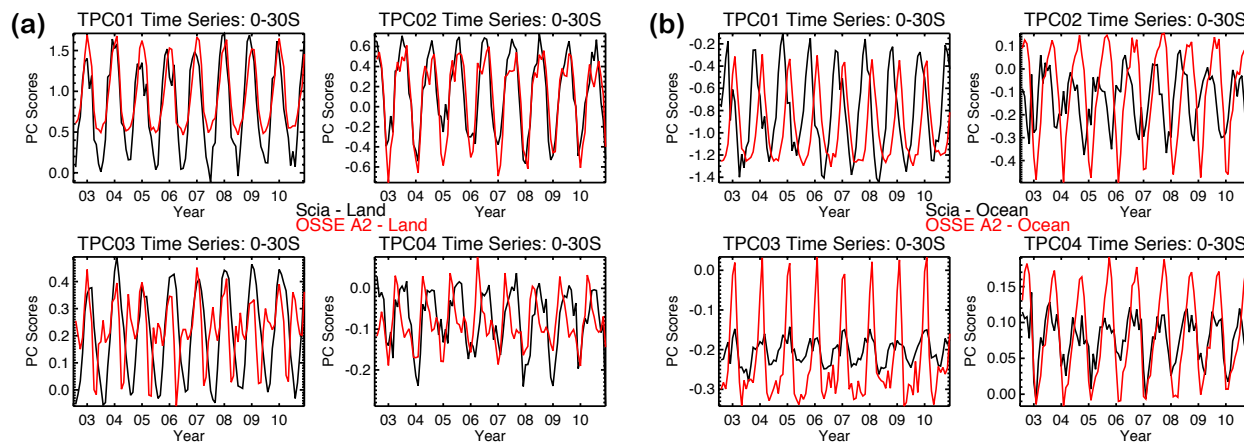 (a)
TPC01 Time Series: 0-30S
TPC02 Time Series: 0-30S
PC Scores
1.5
1.0
0.5
0.0
03 04 05 06 07 08 09 10
Year
PC Scores
0.6
0.4
0.2
-0.0
-0.2
-0.4
-0.6
03 04 05 06 07 08 09 10
Year
Scia - Land
OSSE A2 - Land
TPC03 Time Series: 0-30S
TPC04 Time Series: 0-30S
PC Scores
0.4
0.3
0.2
0.1
0.0
03 04 05 06 07 08 09 10
Year
PC Scores
0.0
-0.1
-0.2
03 04 05 06 07 08 09 10
Year
(b)
TPC01 Time Series: 0-30S
TPC02 Time Series: 0-30S
PC Scores
-0.2
-0.4
-0.6
-0.8
-1.0
-1.2
-1.4
03 04 05 06 07 08 09 10
Year
PC Scores
0.1
-0.0
-0.1
-0.2
-0.3
-0.4
03 04 05 06 07 08 09 10
Year
Scia - Ocean
OSSE A2 - Ocean
TPC03 Time Series: 0-30S
TPC04 Time Series: 0-30S
PC Scores
0.0
-0.1
-0.2
-0.3
03 04 05 06 07 08 09 10
Year
PC Scores
0.15
0.10
0.05
0.00
03 04 05 06 07 08 09 10
Year